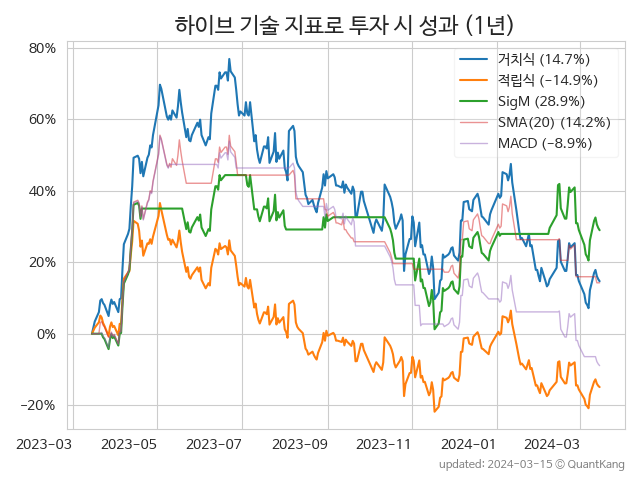 하이브 기술 지표로 투자 시 성과 (1년)
80%
60%
40%
20%
0%
−20%
거치식 (14.7%)
적립식 (−14.9%)
SigM (28.9%)
SMA(20) (14.2%)
MACD (−8.9%)
2023−03
2023−05
2023−07
2023−09
2023−11
2024−01
2024−03
updated: 2024-03-15 ⓒ QuantKang